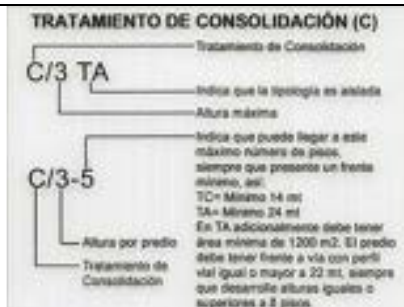 TRATAMIENTO DE CONSOLIDACIÓN (C)
Tratamiento de Consolidación
C/3 TA
Indica que la tipología es aislada
Altura máxima
Indica que puede llegar a este
máximo número de pisos,
siempre que presente un frente
mínimo, así:
TC= Mínimo 14 mt
TA= Mínimo 24 mt
C/3-5
En TA adicionalmente debe tener
área mínima de 1200 m2. El predio
debe tener frente a vía con perfil
vial igual o mayor a 22 mt, siempre
que desarrolle alturas iguales o
superiores a 8 pisos.
Altura por predio
Tratamiento de
Consolidación